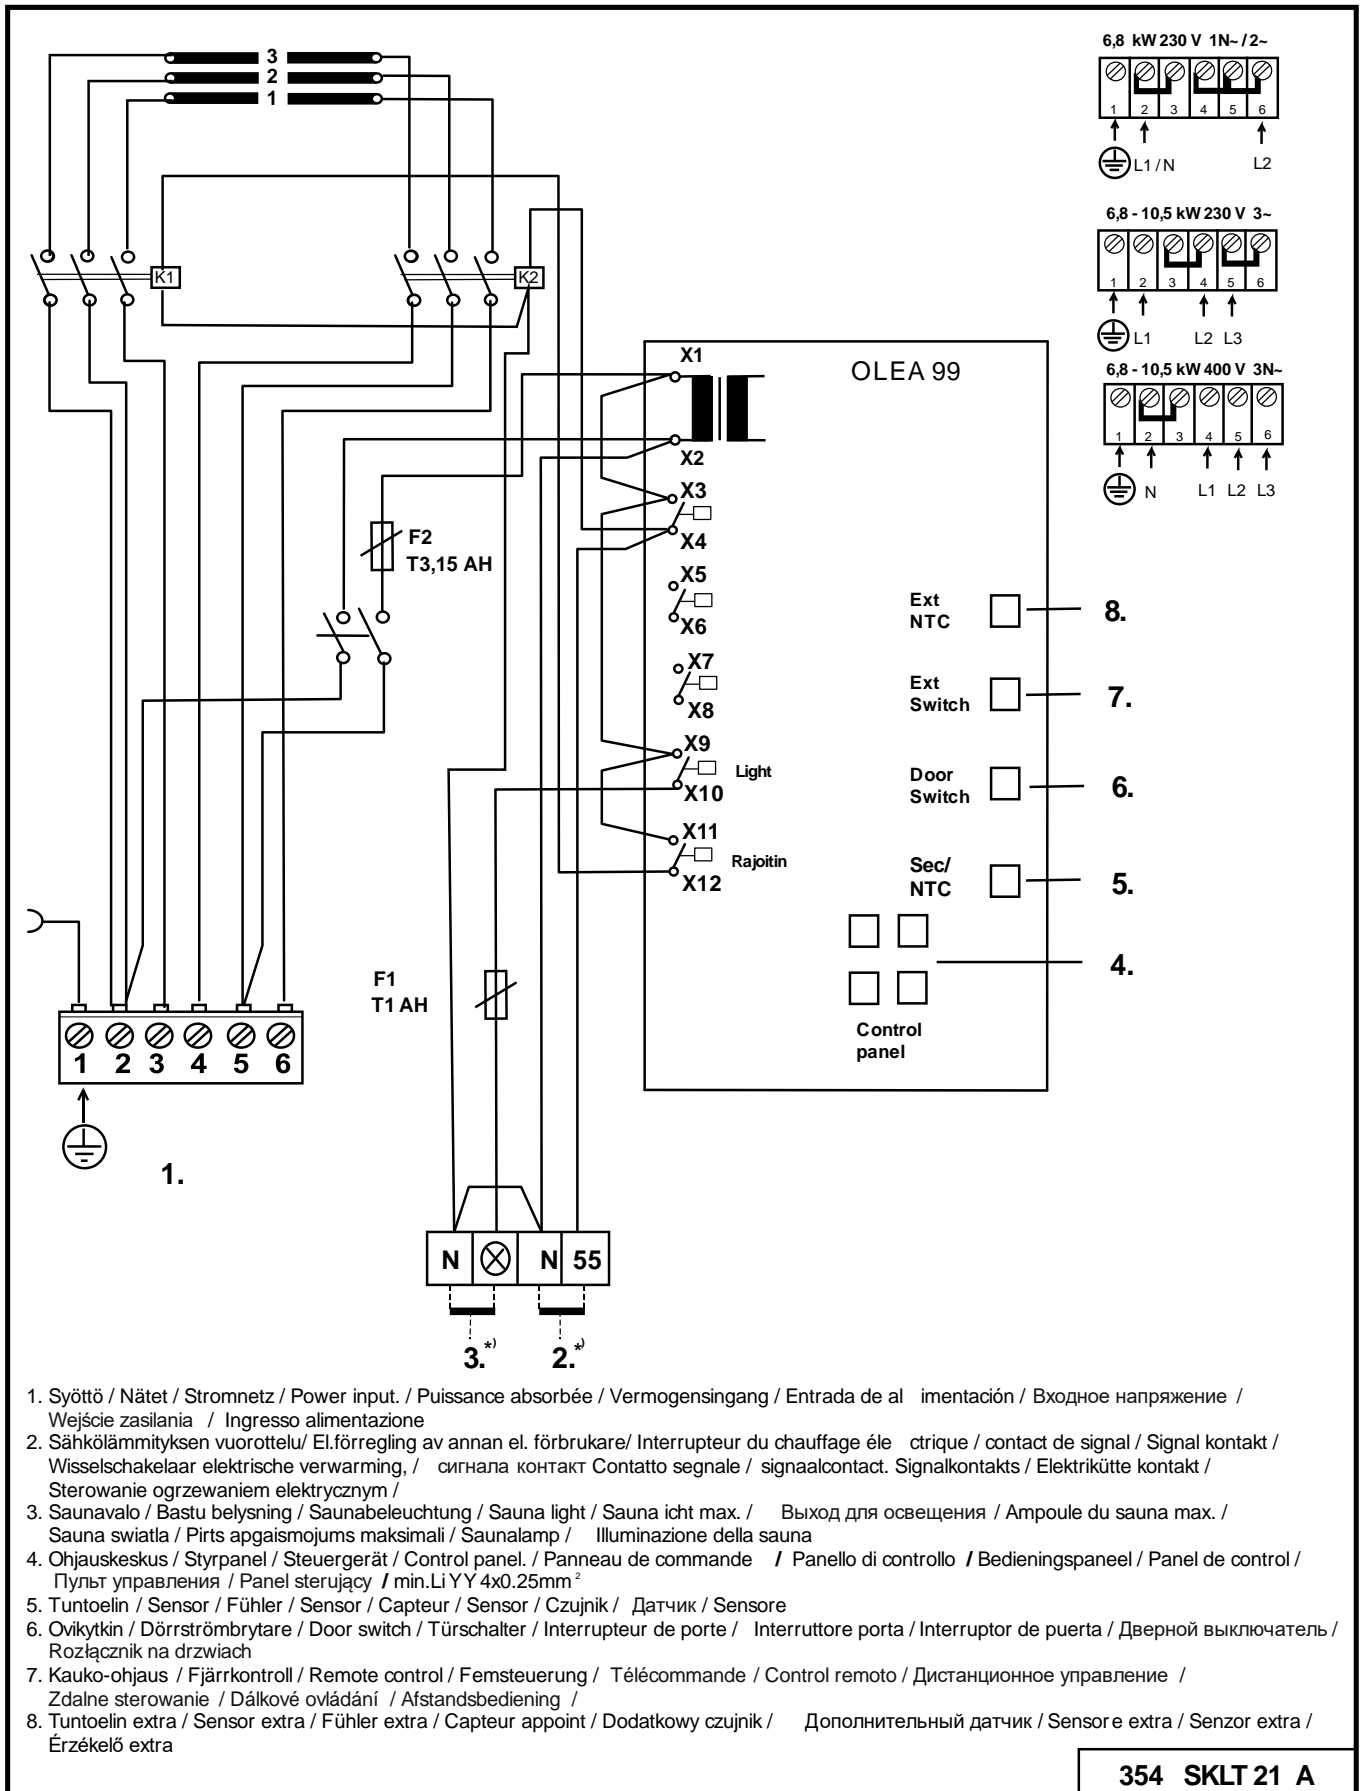 3
2
1
6,8 kW 230 V 1N~ / 2~
1 2 3 4 5 6
L1 / N L2
6,8 - 10,5 kW 230 V 3~
1 2 3 4 5 6
L1 L2 L3
6,8 - 10,5 kW 400 V 3N~
1 2 3 4 5 6
N L1 L2 L3
K1
K2
OLEA 99
X1
X2
X3
X4
X5
X6
X7
X8
X9
Light
X10
X11
Rajoitin
X12
F2
T3,15 AH
Ext
NTC
8.
Ext
Switch
7.
Door
Switch
6.
Sec/
NTC
5.
4.
Control
panel
F1
T1 AH
1 2 3 4 5 6
1.
N N 55
3.*)
2.*)
1. Syöttö / Nätet / Stromnetz / Power input. / Puissance absorbée / Vermogensingang / Entrada de al imentación / Входное напряжение /
Wejście zasilania / Ingresso alimentazione
2. Sähkölämmityksen vuorottelu/ El.förregling av annan el. förbrukare/ Interrupteur du chauffage éle ctrique / contact de signal / Signal kontakt /
Wisselschakelaar elektrische verwarming, / сигнала контакт Contatto segnale / signaalcontact. Signalkontakts / Elektrikütte kontakt /
Sterowanie ogrzewaniem elektrycznym /
3. Saunavalo / Bastu belysning / Saunabeleuchtung / Sauna light / Sauna icht max. / Выход для освещения / Ampoule du sauna max. /
Sauna swiatla / Pirts apgaismojums maksimali / Saunalamp / Illuminazione della sauna
4. Ohjauskeskus / Styrpanel / Steuergerät / Control panel. / Panneau de commande / Panello di controllo / Bedieningspaneel / Panel de control /
Пульт управления / Panel sterujący / min.Li YY 4x0.25mm ²
5. Tuntoelin / Sensor / Fühler / Sensor / Capteur / Sensor / Czujnik / Датчик / Sensore
6. Ovikytkin / Dörrströmbrytare / Door switch / Türschalter / Interrupteur de porte / Interruttore porta / Interruptor de puerta / Дверной выключатель /
Rozłącznik na drzwiach
7. Kauko-ohjaus / Fjärrkontroll / Remote control / Femsteuerung / Télécommande / Control remoto / Дистанционное управление /
Zdalne sterowanie / Dálkové ovládání / Afstandsbediening /
8. Tuntoelin extra / Sensor extra / Fühler extra / Capteur appoint / Dodatkowy czujnik / Дополнительный датчик / Sensore extra / Senzor extra /
Érzékelő extra
354 SKLT 21 A